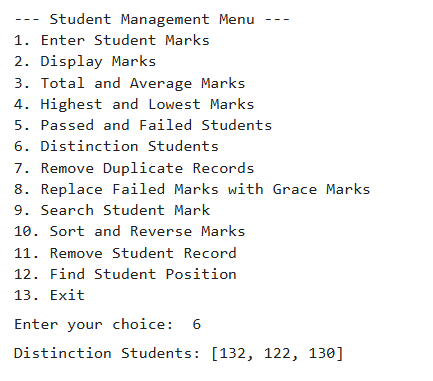 --- Student Management Menu ---
1. Enter Student Marks
2. Display Marks
3. Total and Average Marks
4. Highest and Lowest Marks
5. Passed and Failed Students
6. Distinction Students
7. Remove Duplicate Records
8. Replace Failed Marks with Grace Marks
9. Search Student Mark
10. Sort and Reverse Marks
11. Remove Student Record
12. Find Student Position
13. Exit
Enter your choice:  6
Distinction Students: [132, 122, 130]